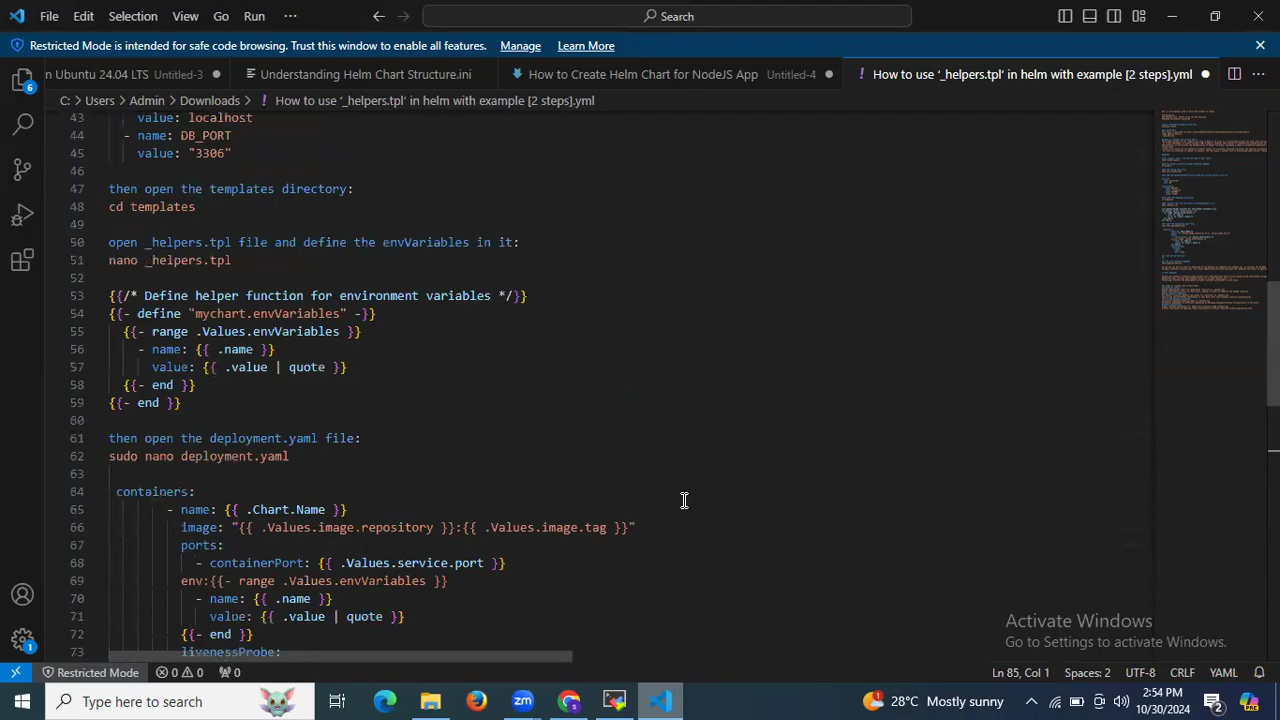 File Edit Selection View Go Run ··· Search
Restricted Mode is intended for safe code browsing. Trust this window to enable all features. Manage Learn More
n Ubuntu 24.04 LTS Untitled-3 Understanding Helm Chart Structure.ini How to Create Helm Chart for NodeJS App Untitled-4 How to use '_helpers.tpl' in helm with example [2 steps].yml
C: > Users > Admin > Downloads > ! How to use '_helpers.tpl' in helm with example [2 steps].yml
43 value: localhost
44 - name: DB_PORT
45 value: "3306"
46
47 then open the templates directory:
48 cd templates
49
50 open _helpers.tpl file and define the envVariables in it:
51 nano _helpers.tpl
52
53 {{/* Define helper function for environment variables */}}
54 {{- define "mychart.envVariables" -}}
55 {{- range .Values.envVariables }}
56 - name: {{ .name }}
57 value: {{ .value | quote }}
58 {{- end }}
59 {{- end }}
60
61 then open the deployment.yaml file:
62 sudo nano deployment.yaml
63
64 containers:
65 - name: {{ .Chart.Name }}
66 image: "{{ .Values.image.repository }}:{{ .Values.image.tag }}"
67 ports:
68 - containerPort: {{ .Values.service.port }}
69 env:{{- range .Values.envVariables }}
70 - name: {{ .name }}
71 value: {{ .value | quote }}
72 {{- end }}
73 livenessProbe:
Activate Windows
Go to Settings to activate Windows.
6
1
Restricted Mode 0 0 0 Ln 85, Col 1 Spaces: 2 UTF-8 CRLF YAML
Type here to search 28°C Mostly sunny 2:54 PM
10/30/2024 2